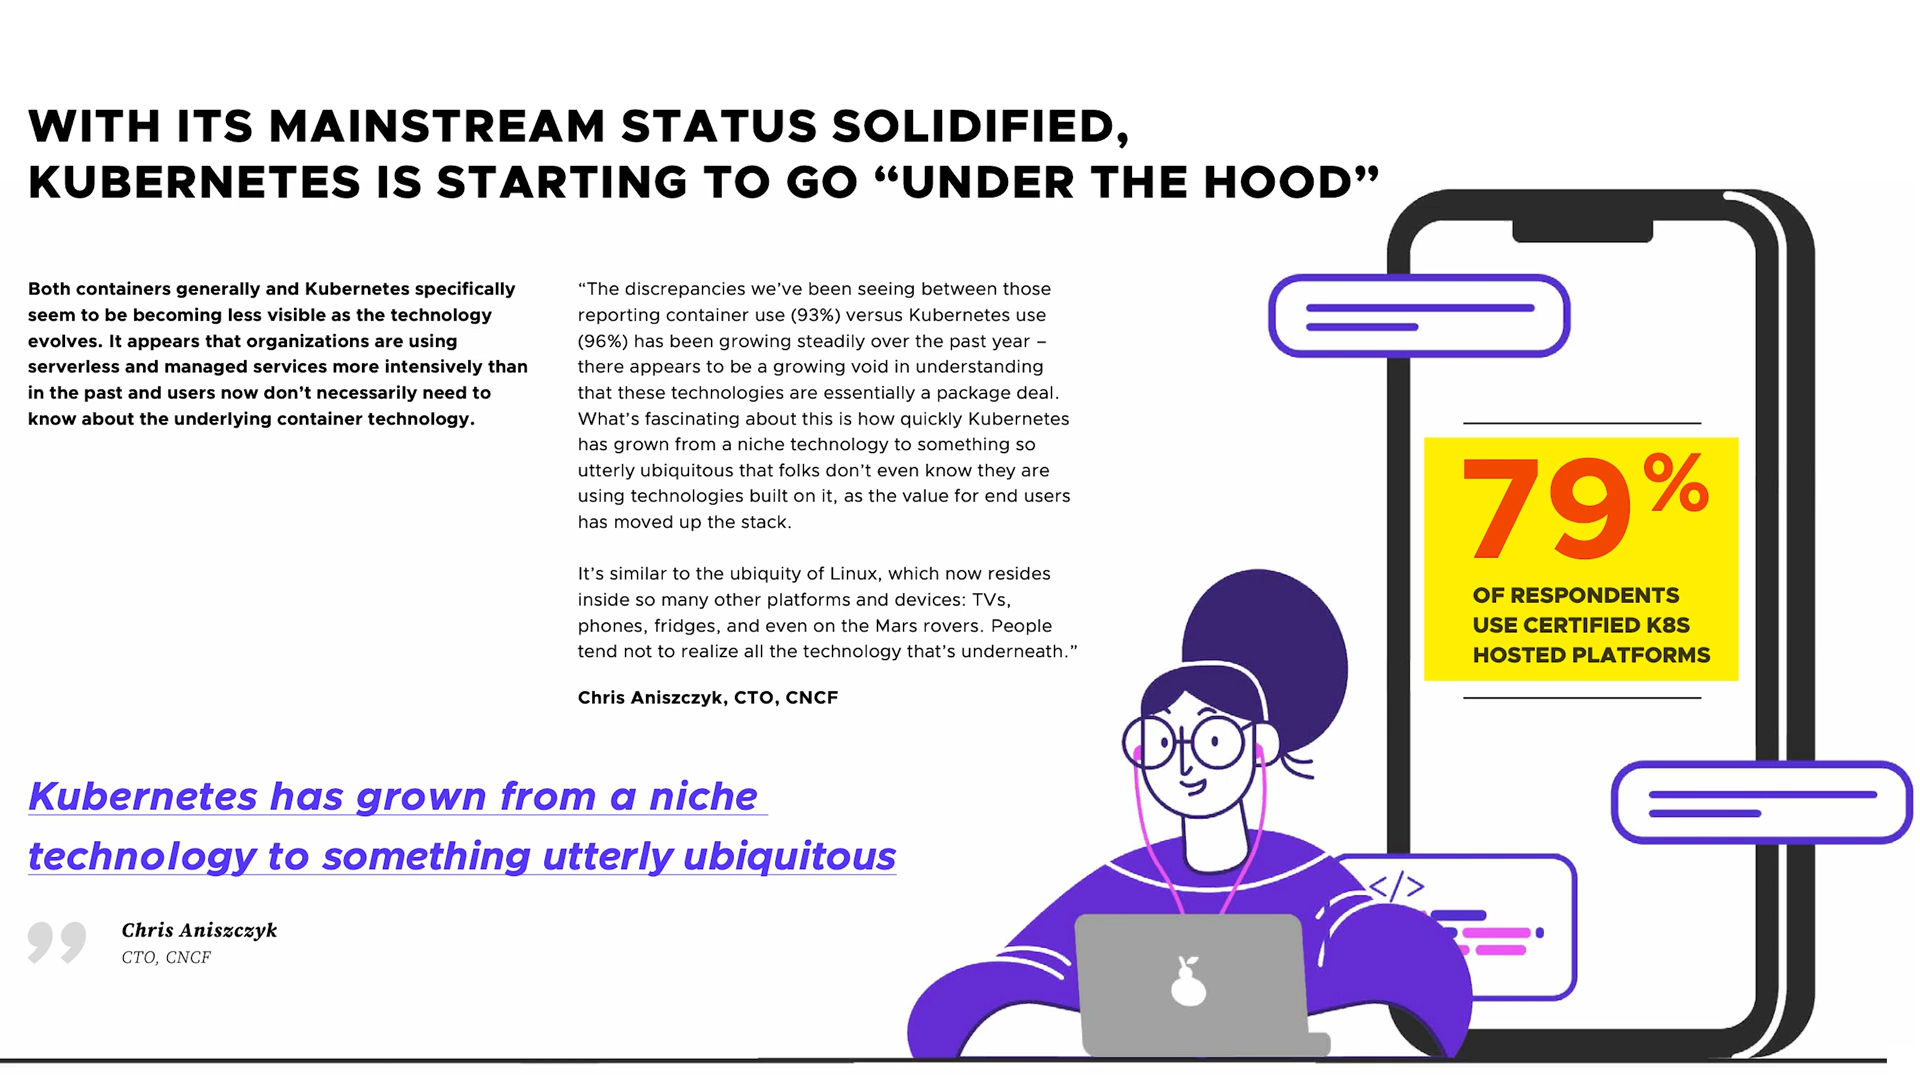 WITH ITS MAINSTREAM STATUS SOLIDIFIED,
KUBERNETES IS STARTING TO GO “UNDER THE HOOD”
Both containers generally and Kubernetes specifically
seem to be becoming less visible as the technology
evolves. It appears that organizations are using
serverless and managed services more intensively than
in the past and users now don’t necessarily need to
know about the underlying container technology.
“The discrepancies we’ve been seeing between those
reporting container use (93%) versus Kubernetes use
(96%) has been growing steadily over the past year –
there appears to be a growing void in understanding
that these technologies are essentially a package deal.
What’s fascinating about this is how quickly Kubernetes
has grown from a niche technology to something so
utterly ubiquitous that folks don’t even know they are
using technologies built on it, as the value for end users
has moved up the stack.
It’s similar to the ubiquity of Linux, which now resides
inside so many other platforms and devices: TVs,
phones, fridges, and even on the Mars rovers. People
tend not to realize all the technology that’s underneath.”
Chris Aniszczyk, CTO, CNCF
79%
OF RESPONDENTS
USE CERTIFIED K8S
HOSTED PLATFORMS
Kubernetes has grown from a niche
technology to something utterly ubiquitous
”
Chris Aniszczyk
CTO, CNCF
</>